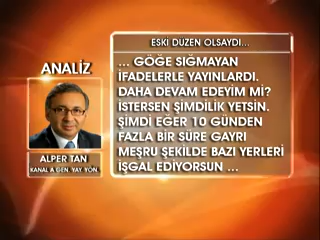 ESKI DUZEN OLSAYDI...
ANALİZ
... GÖĞE SIĞMAYAN
İFADELERLE YAYINLARDI.
DAHA DEVAM EDEYİM Mİ?
İSTERSEN ŞİMDİLİK YETSİN.
ŞİMDİ EĞER 10 GÜNDEN
FAZLA BİR SÜRE GAYRI
MEŞRU ŞEKİLDE BAZI YERLERİ
İŞGAL EDİYORSUN ...
ALPER TAN
KANAL A GEN. YAY. YÖN.